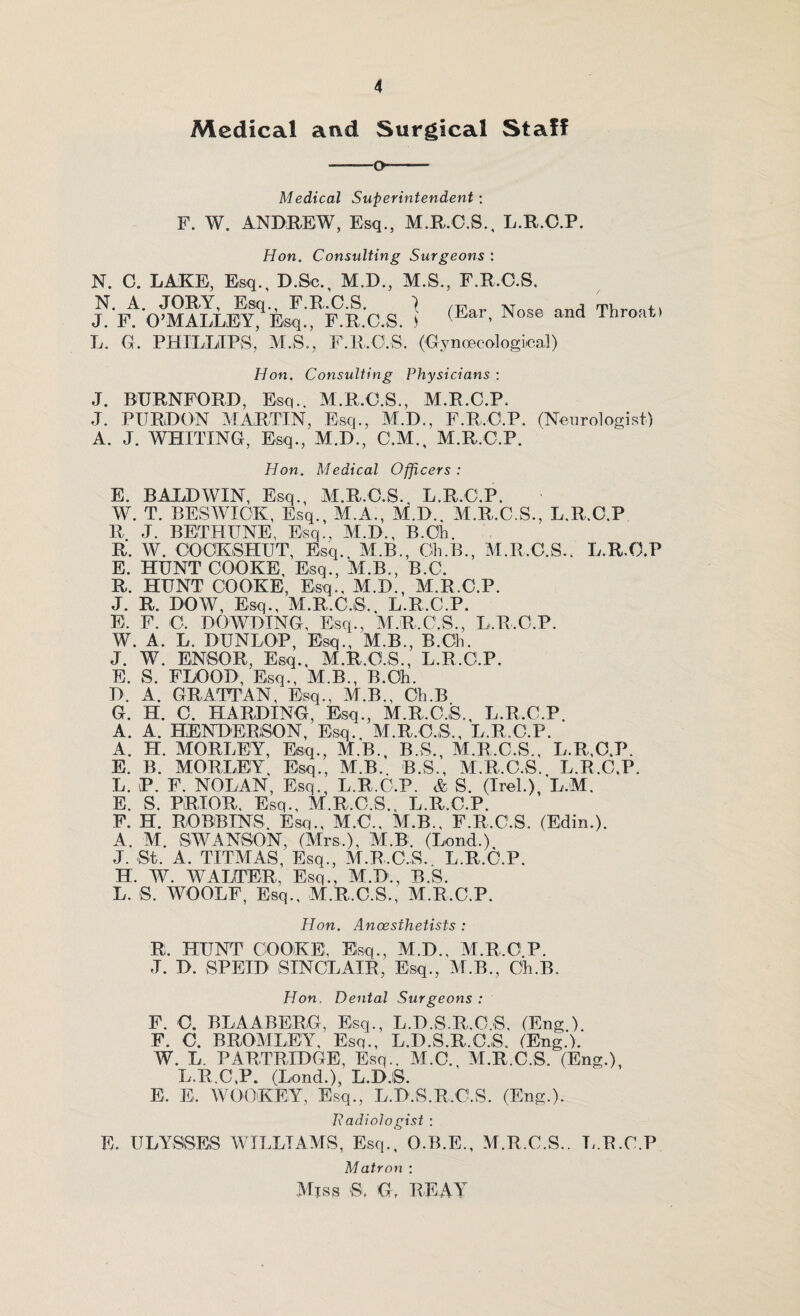 4
Medical and Surgical Staff
Medical Superintendent :
F. W. ANDREW, Esq., M.R.C.S., L.R.C.P.
Hon. Consulting Surgeons :
N. C. LAKE, Esq., D.Sc., M.D., M.S., F.R.C.S.
N. A. JORY, Esq., F.R.C.S. }
J. F. O'MALLEY, Esq., F.R.C.S. } (Ear, Nose and Throat)
L. G. PHILLIPS, M.S., F.R.C.S. (Gynœcological)
Hon. Consulting Physicians :
J. BURNFORD, Esq., M.R.C.S., M.R.C.P.
J. PURDON MARTIN, Esq., M.D., F.R.C.P. (Neurologist)
A. J. WHITING, Esq., M.D., C.M., M.R.C.P.
Hon. Medical Officers :
E. BALDWIN, Esq., M.R.C.S., L.R.C.P.
W. T. BESWICK, Esq., M.A., M.D., M.R.C.S., L.R.C.P
R. J. BETHUNE, Esq., M.D., B.Ch.
R. W. COCKSHUT, Esq., M.B., Ch.B., M.R.C.S., L.R.C.P
E. HUNT COOKE, Esq., M.B., B.C.
R. HUNT COOKE, Esq., M.D., M.R.C.P.
J. R. DOW, Esq., M.R.C.S., L.R.C.P.
E. F. C. DOWDING, Esq., M.R.C.S., L.R.C.P.
W. A. L. DUNLOP, Esq., M.B., B.Ch.
J. W. ENSOR, Esq., M.R.C.S., L.R.C.P.
E. S. FLOOD, Esq., M.B., B.Ch.
D. A. GRATTAN, Esq., M.B., Ch.B.
G. H. C. HARDING, Esq., M.R.C.S., L.R.C.P.
A. A. HENDERSON, Esq., M.R.C.S., L.R.C.P.
A. H. MORLEY, Esq., M.B., B.S., M.R.C.S., L.R.C.P.
E. B. MORLEY, Esq., M.B., B.S., M.R.C.S., L.R.C.P.
L. P. F. NOLAN, Esq., L.R.C.P. & S. (Irel.), L.M.
E. S. PRIOR, Esq., M.R.C.S., L.R.C.P.
F. H. ROBBINS, Esq., M.C., M.B., F.R.C.S. (Edin.).
A. M. SWANSON, (Mrs.), M.B. (Lond.).
J. St. A. TITMAS, Esq., M.R.C.S., L.R.C.P.
H. W. WALTER, Esq., M.D., B.S.
L. S. WOOLF, Esq., M.R.C.S., M.R.C.P.
Hon. Anœsthetists :
R. HUNT COOKE, Esq., M.D., M.R.C.P.
J. D. SPEID SINCLAIR, Esq., M.B., Ch.B.
Hon. Dental Surgeons :
F. C. BLAABERG, Esq., L.D.S.R.C.S. (Eng.).
F. C. BROMLEY, Esq., L.D.S.R.C.S. (Eng.).
W. L. PARTRIDGE, Esq., M.C., M.R.C.S. (Eng.),
L.R.C.P. (Lond.), L.D.S.
E. E. WOOKEY, Esq., L.D.S.R.C.S. (Eng.).
Radiologist :
E. ULYSSES WILLIAMS, Esq., O.B.E., M.R.C.S., L.R.C.P
Matron :
Miss S. G. REAY